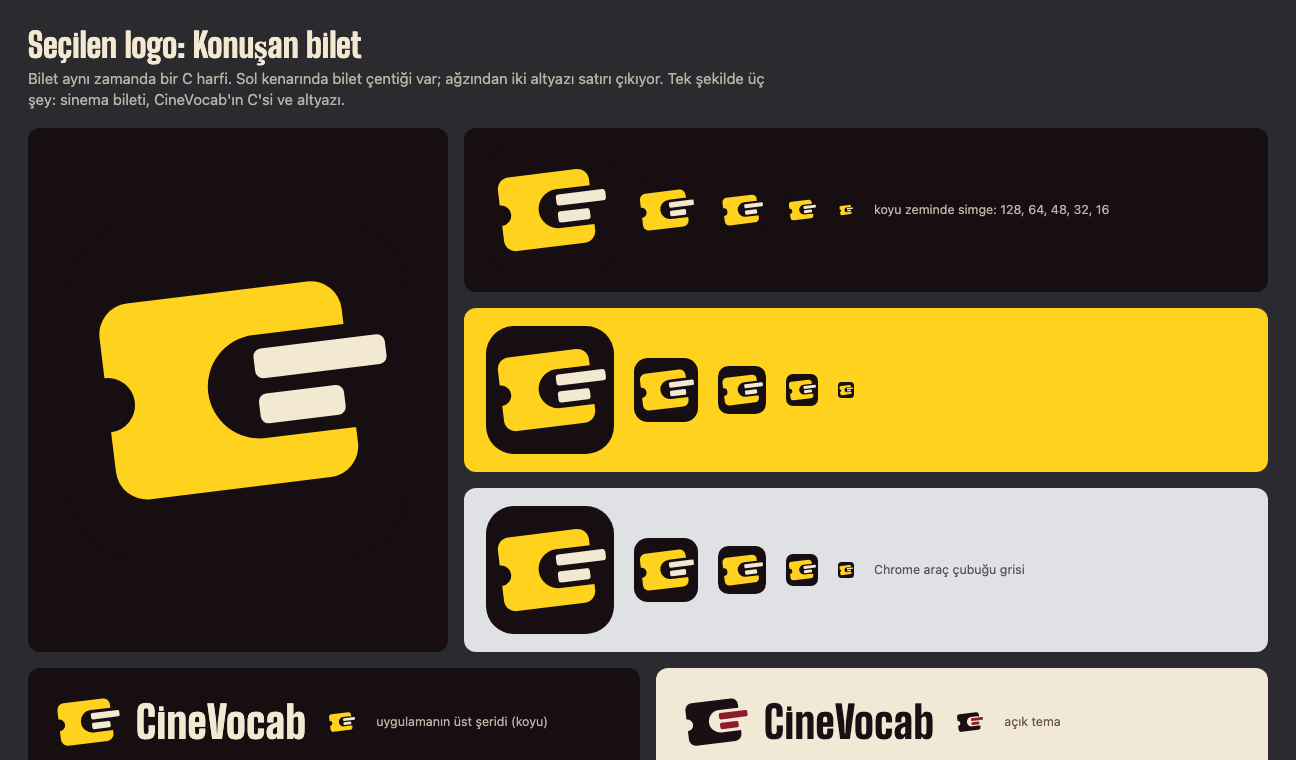 Seçilen logo: Konuşan bilet
Bilet aynı zamanda bir C harfi. Sol kenarında bilet çentiği var; ağzından iki altyazı satırı çıkıyor. Tek şekilde üç
şey: sinema bileti, CineVocab'ın C'si ve altyazı.
koyu zeminde simge: 128, 64, 48, 32, 16
Chrome araç çubuğu grisi
CineVocab uygulamanın üst şeridi (koyu)
CineVocab açık tema